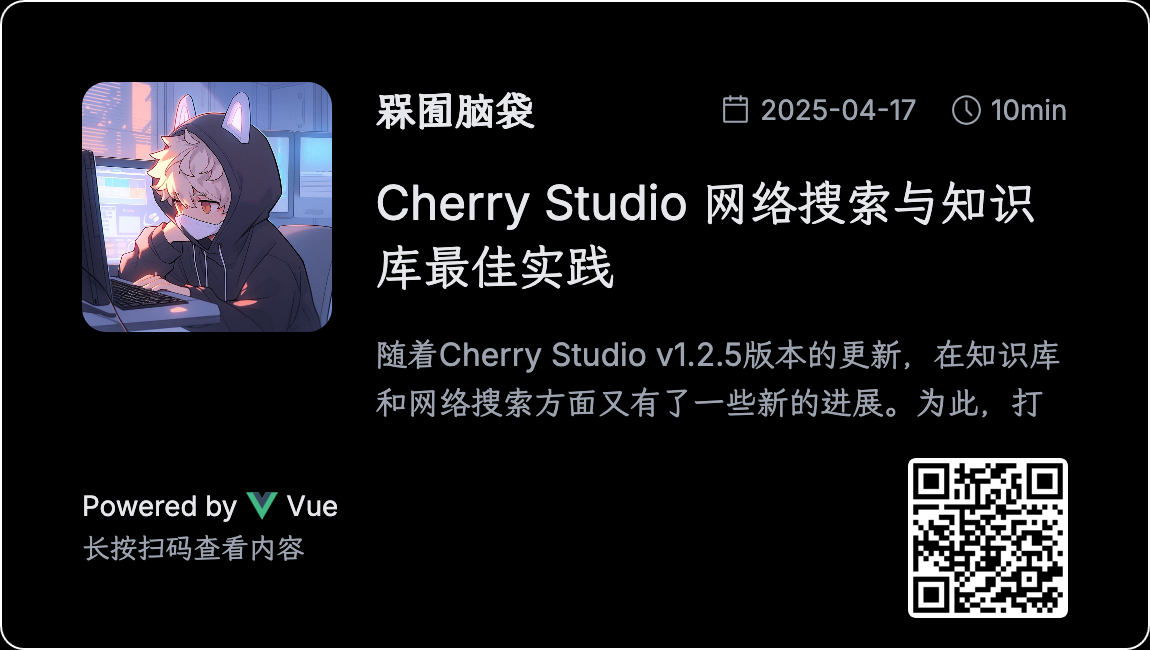 槑囿脑袋
2025-04-17
10min
Cherry Studio 网络搜索与知识
库最佳实践
随着Cherry Studio v1.2.5版本的更新，在知识库
和网络搜索方面又有了一些新的进展。为此，打
Powered by Vue
长按扫码查看内容